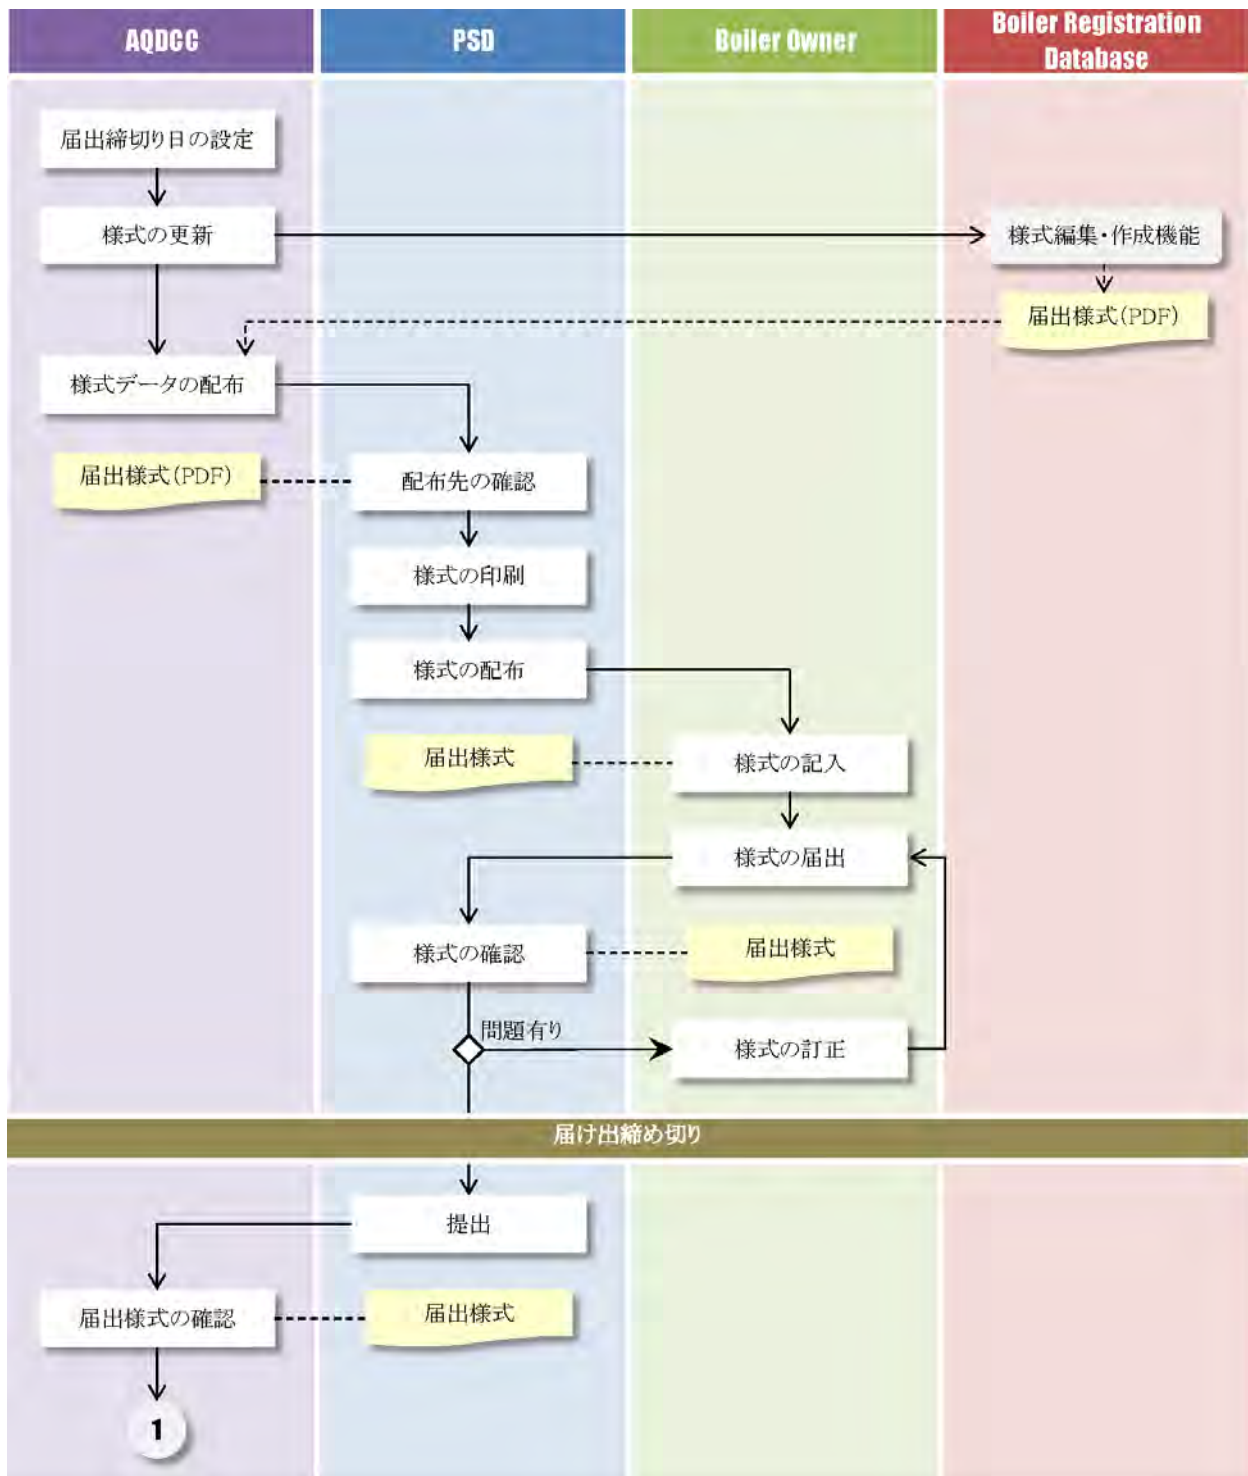 AQDCC
PSD
Boiler Owner
Boiler Registration
Database
届出締切り日の設定
様式の更新
様式編集・作成機能
届出様式(PDF)
様式データの配布
届出様式(PDF)
配布先の確認
様式の印刷
様式の配布
届出様式
様式の記入
様式の届出
様式の確認
届出様式
問題有り
様式の訂正
届け出締め切り
提出
届出様式の確認
届出様式
1